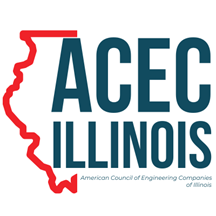 ACEC
ILLINOIS
American Council of Engineering Companies
of Illinois